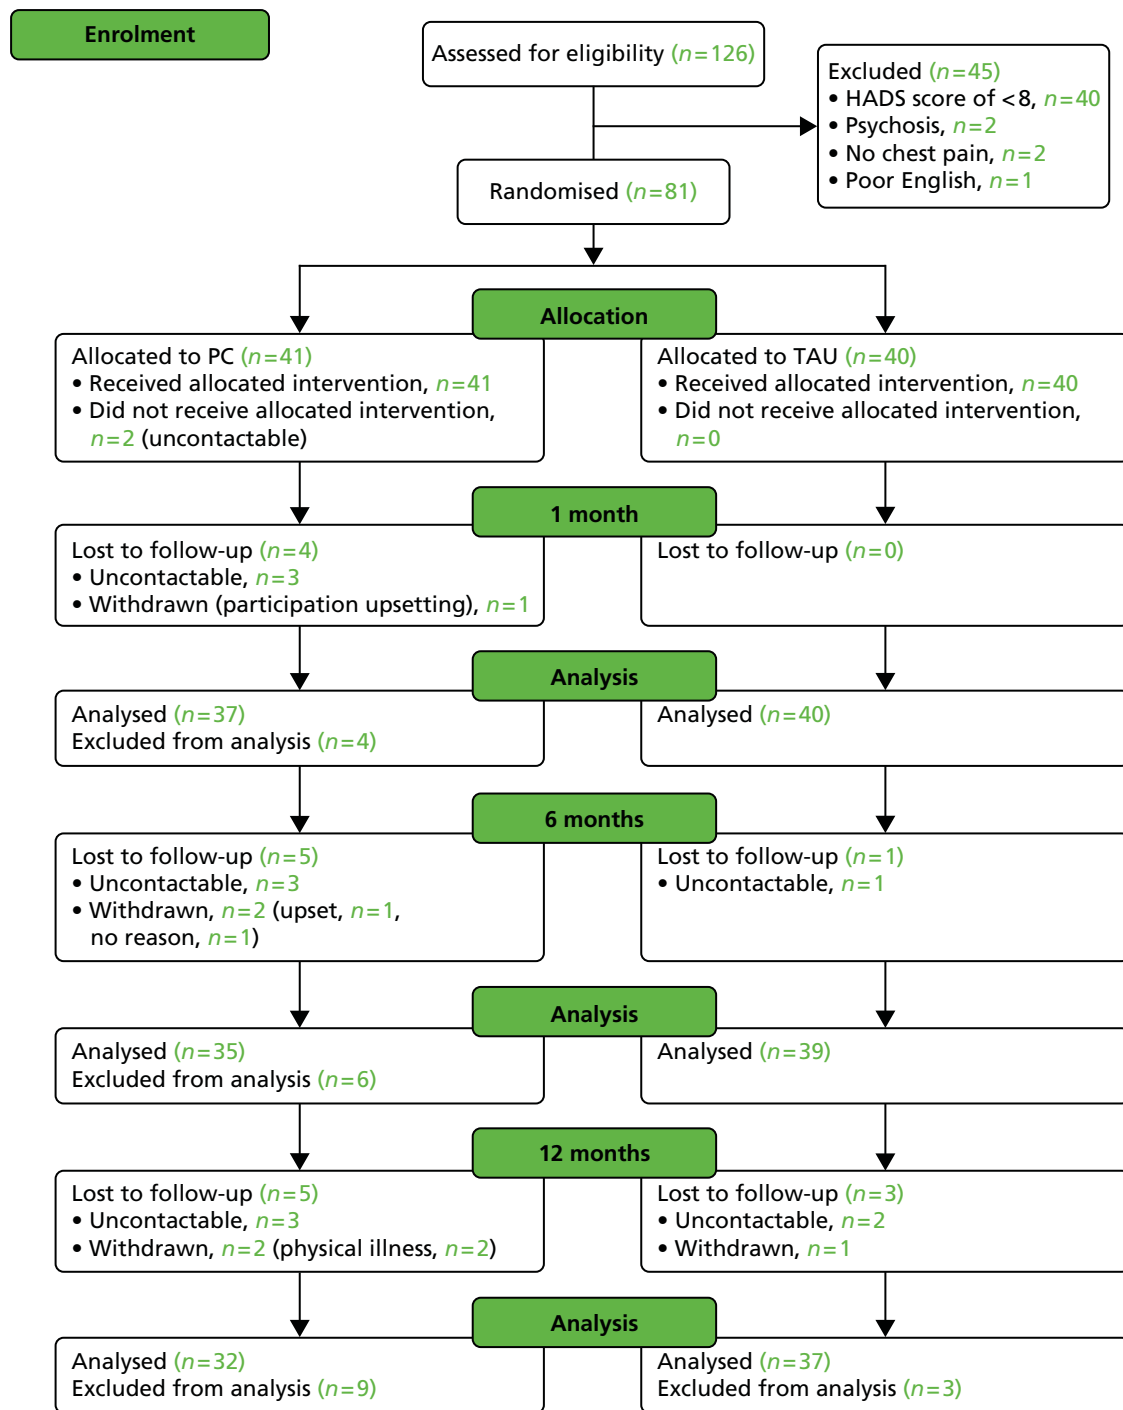 Enrolment
Assessed for eligibility (n=126)
Excluded (n=45)
• HADS score of <8, n=40
• Psychosis, n=2
• No chest pain, n=2
• Poor English, n=1
Randomised (n=81)
Allocation
Allocated to PC (n=41)
• Received allocated intervention, n=41
• Did not receive allocated intervention,
n=2 (uncontactable)
Allocated to TAU (n=40)
• Received allocated intervention, n=40
• Did not receive allocated intervention,
n=0
1 month
Lost to follow-up (n=4)
• Uncontactable, n=3
• Withdrawn (participation upsetting), n=1
Lost to follow-up (n=0)
Analysis
Analysed (n=37)
Excluded from analysis (n=4)
Analysed (n=40)
6 months
Lost to follow-up (n=5)
• Uncontactable, n=3
• Withdrawn, n=2 (upset, n=1,
no reason, n=1)
Lost to follow-up (n=1)
• Uncontactable, n=1
Analysis
Analysed (n=35)
Excluded from analysis (n=6)
Analysed (n=39)
12 months
Lost to follow-up (n=5)
• Uncontactable, n=3
• Withdrawn, n=2 (physical illness, n=2)
Lost to follow-up (n=3)
• Uncontactable, n=2
• Withdrawn, n=1
Analysis
Analysed (n=32)
Excluded from analysis (n=9)
Analysed (n=37)
Excluded from analysis (n=3)